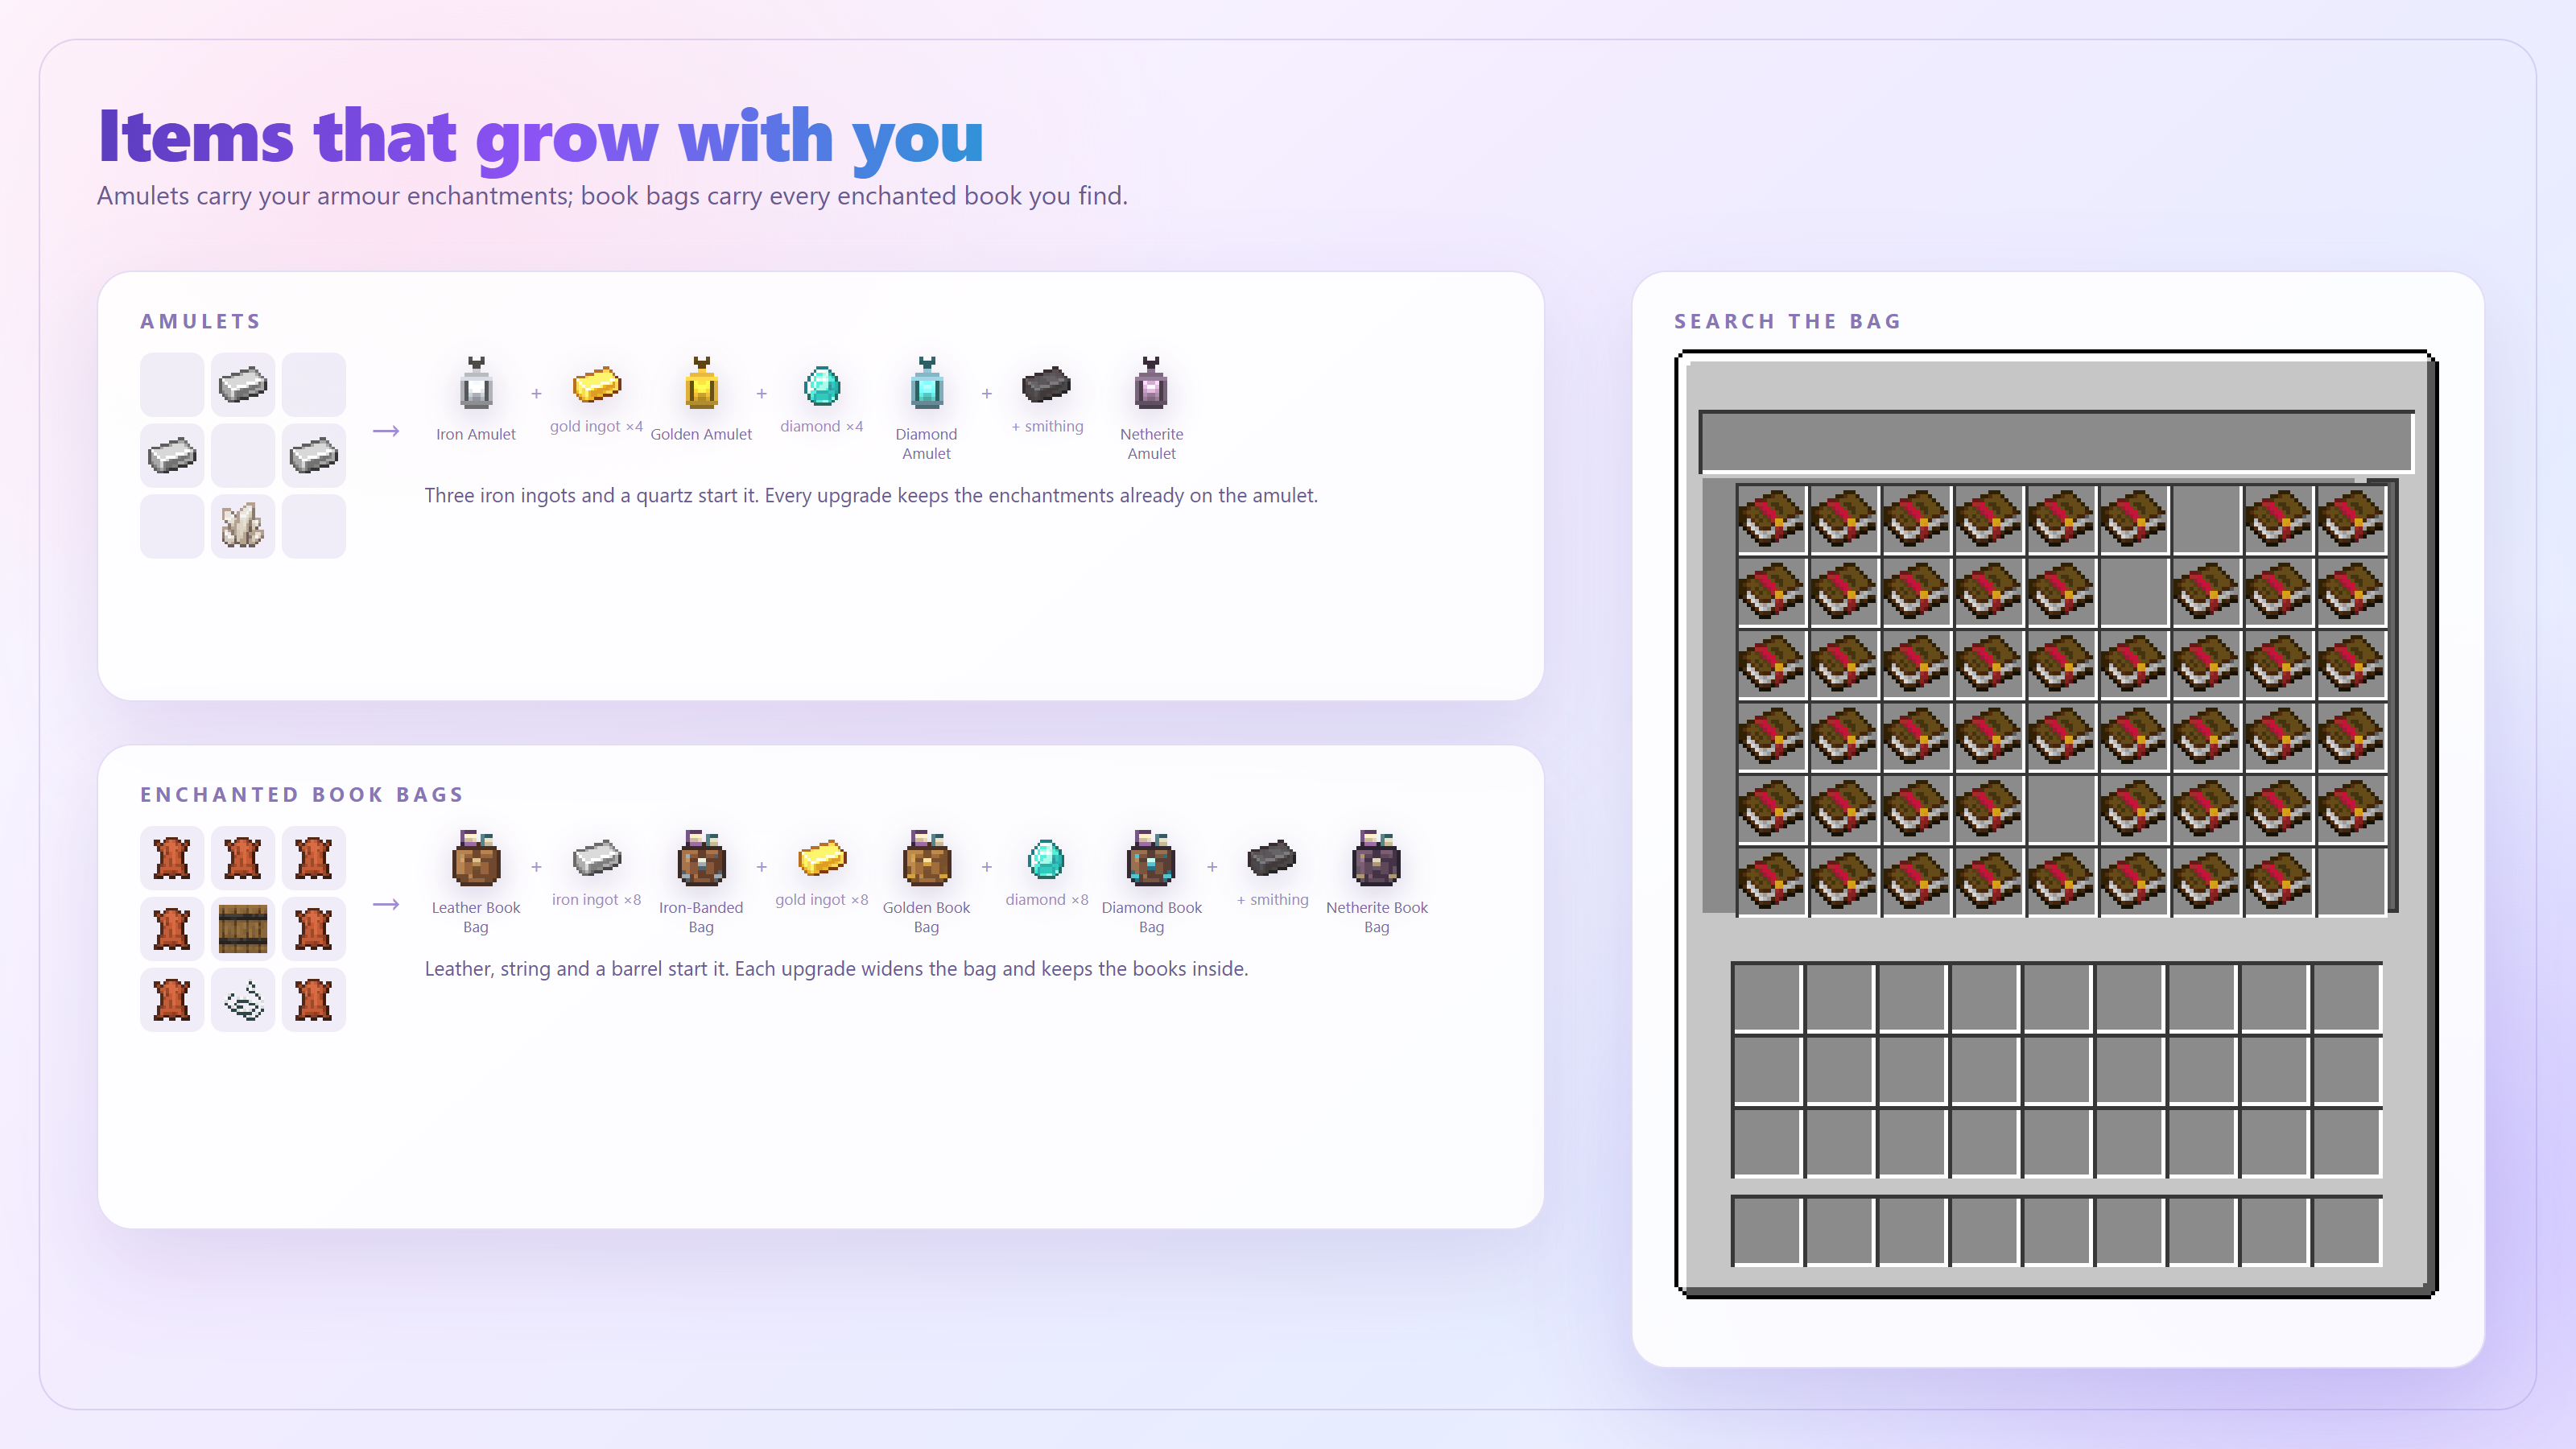 Items that grow with you
Amulets carry your armour enchantments; book bags carry every enchanted book you find.
AMULETS
+
gold ingot ×4
+
diamond ×4
+
+ smithing
Iron Amulet
Golden Amulet
Diamond
Amulet
Netherite
Amulet
→
Three iron ingots and a quartz start it. Every upgrade keeps the enchantments already on the amulet.
ENCHANTED BOOK BAGS
+
iron ingot ×8
+
gold ingot ×8
+
diamond ×8
+
+ smithing
Leather Book
Bag
Iron-Banded
Bag
Golden Book
Bag
Diamond Book
Bag
Netherite Book
Bag
→
Leather, string and a barrel start it. Each upgrade widens the bag and keeps the books inside.
SEARCH THE BAG